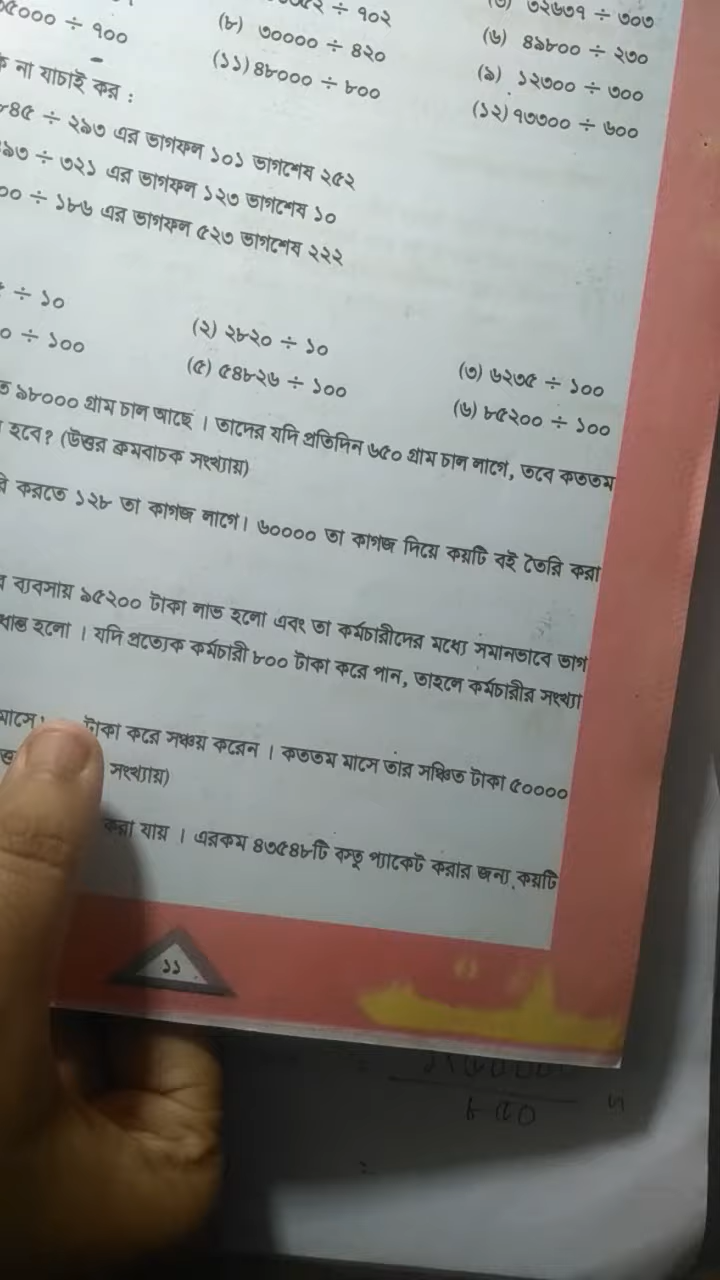 ÷ ১০২
৩২৬৩৭ ÷ ৩০৩
৫০০০ ÷ ৭০০
(৮) ৩০০০০ ÷ ৪২০
(৬) ৪৯৮০০ ÷ ২৩০
(১১) ৪৮০০০ ÷ ৮০০
(৯) ১২৩০০ ÷ ৩০০
(১২) ৭৩৩০০ ÷ ৬০০
না যাচাই কর :
৮৪৫ ÷ ২৯৩ এর ভাগফল ১০১ ভাগশেষ ২৫২
৯৩ ÷ ৩২১ এর ভাগফল ১২৩ ভাগশেষ ১০
০০ ÷ ১৮৬ এর ভাগফল ৫২৩ ভাগশেষ ২২২
÷ ১০
(২) ২৮২০ ÷ ১০
(৩) ৬২৩৫ ÷ ১০০
০ ÷ ১০০
(৫) ৫৪৮২৬ ÷ ১০০
(৬) ৮৫২০০ ÷ ১০০
৯৮০০০ গ্রাম চাল আছে । তাদের যদি প্রতিদিন ৬৫০ গ্রাম চাল লাগে, তবে কততম
হবে? (উত্তর ক্রমবাচক সংখ্যায়)
করতে ১২৮ তা কাগজ লাগে। ৬০০০০ তা কাগজ দিয়ে কয়টি বই তৈরি করা
ব্যবসায় ৯৫২০০ টাকা লাভ হলো এবং তা কর্মচারীদের মধ্যে সমানভাবে ভাগ
হলো । যদি প্রত্যেক কর্মচারী ৮০০ টাকা করে পান, তাহলে কর্মচারীর সংখ্যা
মাসে টাকা করে সঞ্চয় করেন । কততম মাসে তাঁর সঞ্চিত টাকা ৫০০০০
সংখ্যায়)
করা যায় । এরকম ৪৩৫৪৮টি বস্তু প্যাকেট করার জন্য কয়টি
১১